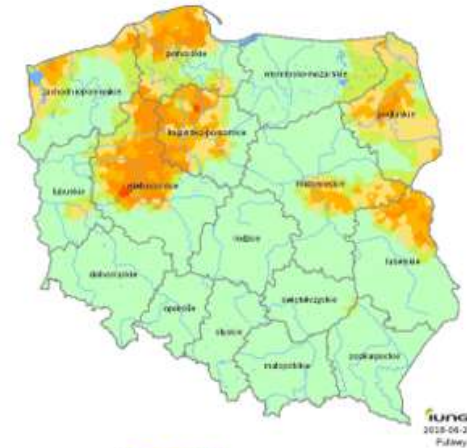 pomorskie
warmińsko-mazurskie
zachodniopomorskie
podlaskie
kujawsko-pomorskie
wielkopolskie
mazowieckie
lubuskie
łódzkie
lubelskie
dolnośląskie
opolskie
śląskie
świętokrzyskie
małopolskie
podkarpackie
iung
Puławy